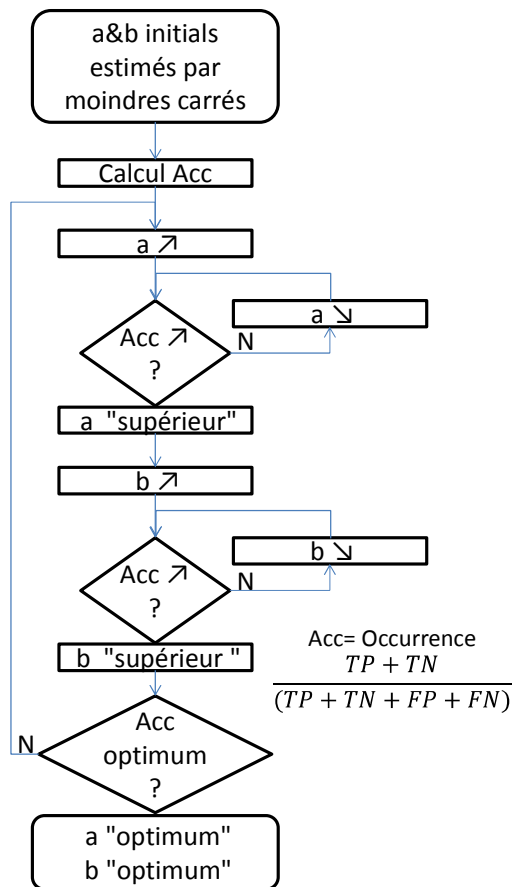 a&b initials
estimés par
moindres carrés
Calcul Acc
a ↗
a ↘
Acc ↗
?
N
a "supérieur"
b ↗
b ↘
Acc ↗
?
N
b "supérieur "
Acc= Occurrence
TP + TN
(TP + TN + FP + FN)
Acc
optimum
?
N
a "optimum"
b "optimum"